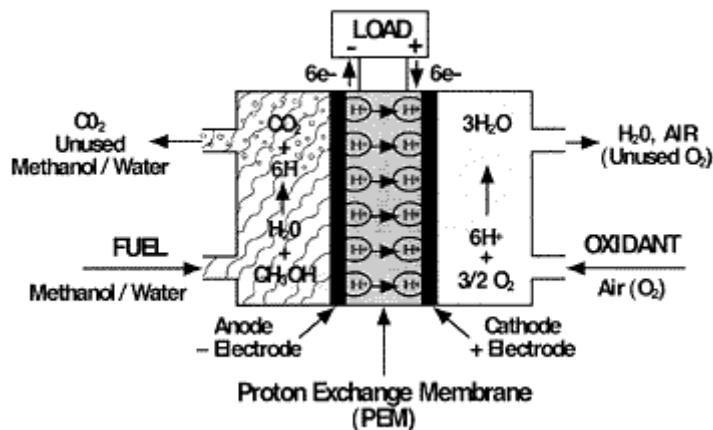 LOAD
- +
6e- 6e-
CO₂
Unused
Methanol / Water
CO₂
+
6H
H₂0
+
CH₃OH
H+ H+
H+ H+
H+ H+
H+ H+
H+ H+
H+ H+
3H₂O
6H+
+
3/2 O₂
H₂0, AIR
(Unused O₂)
FUEL
Methanol / Water
OXIDANT
Air (O₂)
Anode
– Electrode
Cathode
+ Electrode
Proton Exchange Membrane
(PEM)